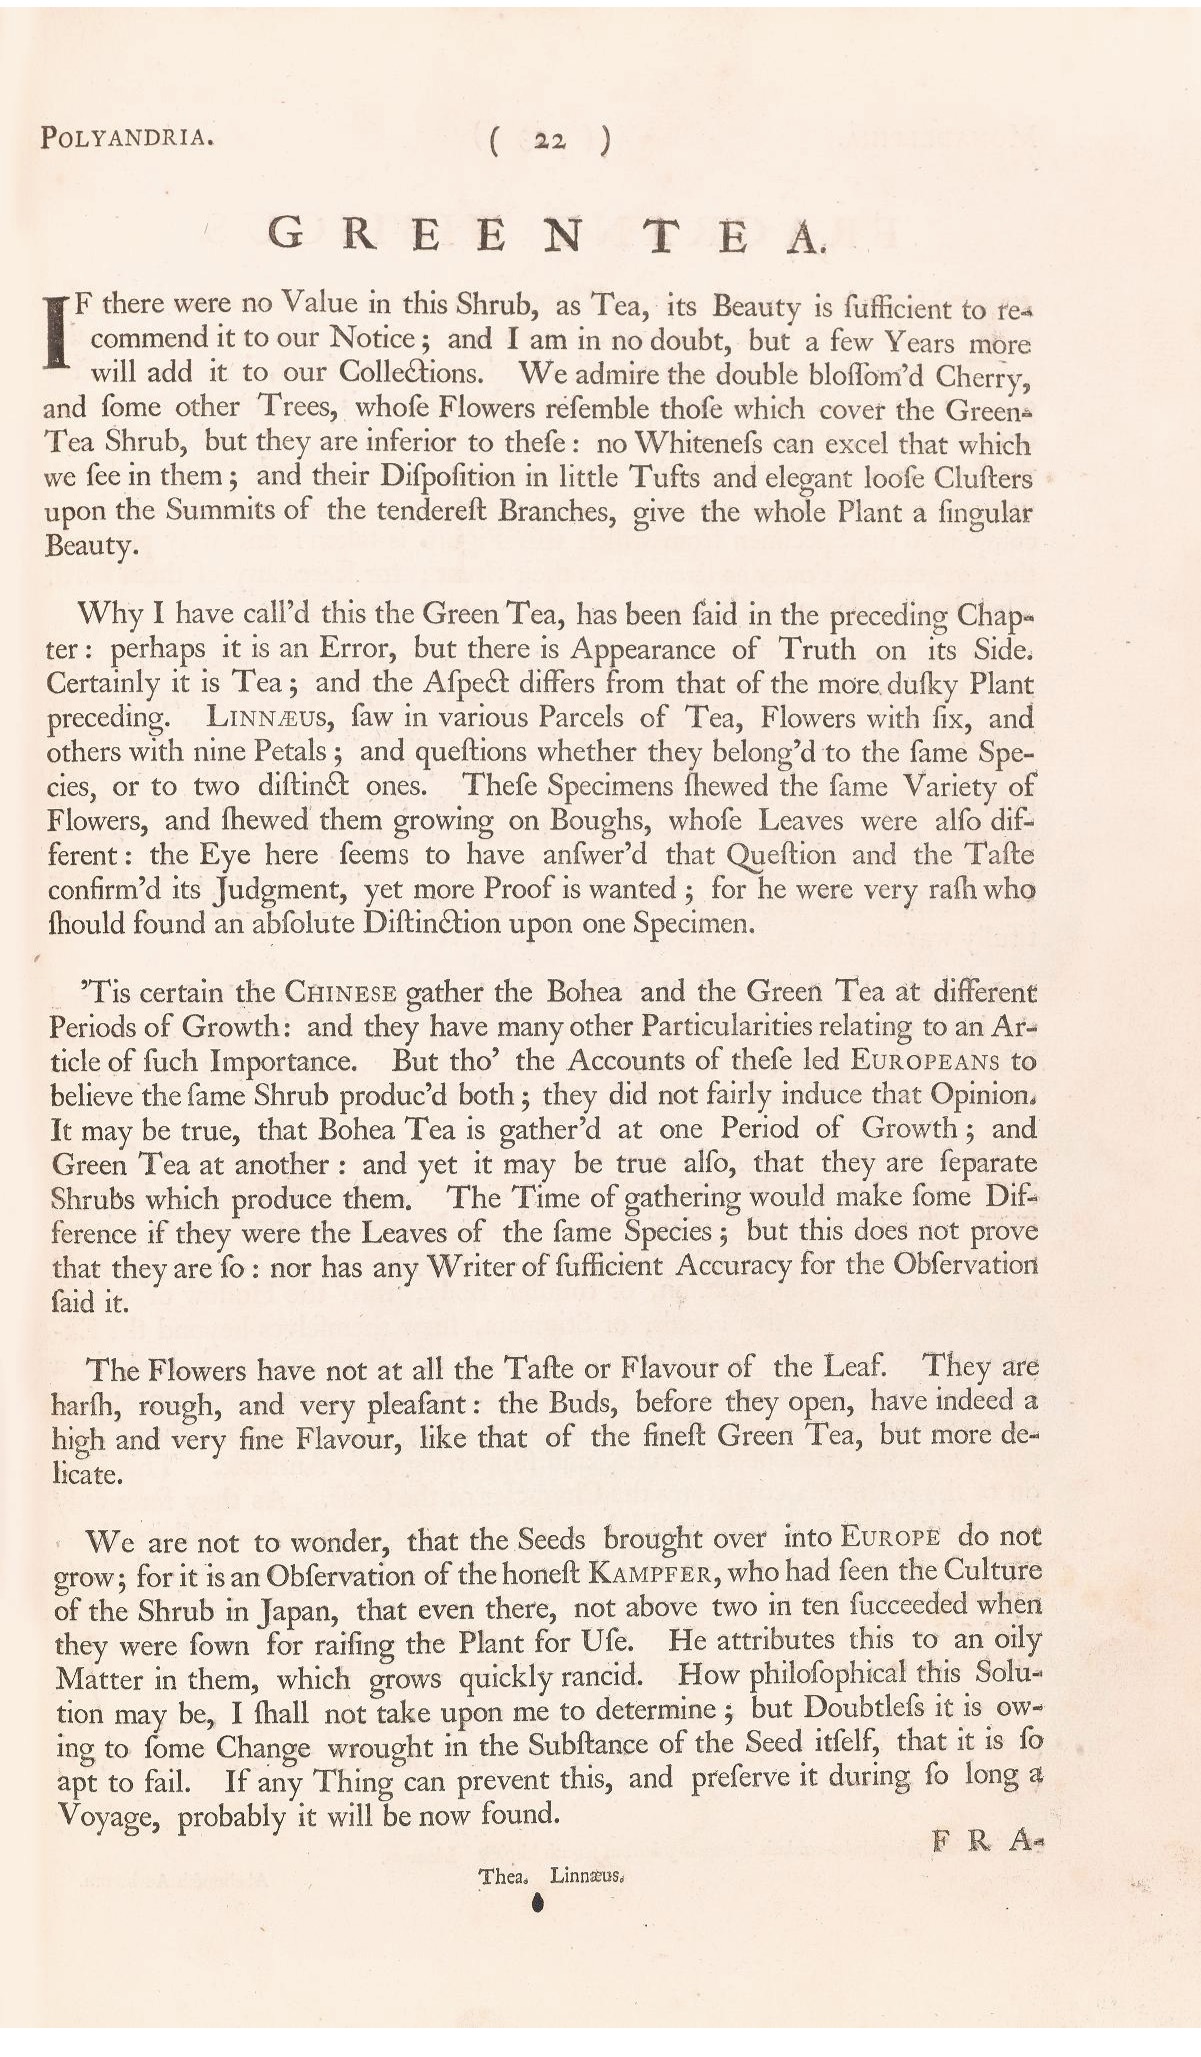 POLYANDRIA.
( 22 )
GREEN TEA.
IF there were no Value in this Shrub, as Tea, its Beauty is ſufficient to re-
commend it to our Notice; and I am in no doubt, but a few Years more
will add it to our Collections. We admire the double bloſſom'd Cherry,
and ſome other Trees, whoſe Flowers reſemble thoſe which cover the Green-
Tea Shrub, but they are inferior to theſe: no Whiteneſs can excel that which
we ſee in them; and their Diſpoſition in little Tufts and elegant looſe Cluſters
upon the Summits of the tendereſt Branches, give the whole Plant a ſingular
Beauty.
Why I have call'd this the Green Tea, has been ſaid in the preceding Chap-
ter: perhaps it is an Error, but there is Appearance of Truth on its Side.
Certainly it is Tea; and the Aſpect differs from that of the more duſky Plant
preceding. LINNÆUS, ſaw in various Parcels of Tea, Flowers with ſix, and
others with nine Petals; and queſtions whether they belong'd to the ſame Spe-
cies, or to two diſtinct ones. Theſe Specimens ſhewed the ſame Variety of
Flowers, and ſhewed them growing on Boughs, whoſe Leaves were alſo dif-
ferent: the Eye here ſeems to have anſwer'd that Queſtion and the Taſte
confirm'd its Judgment, yet more Proof is wanted; for he were very raſh who
ſhould found an abſolute Diſtinction upon one Specimen.
'Tis certain the CHINESE gather the Bohea and the Green Tea at different
Periods of Growth: and they have many other Particularities relating to an Ar-
ticle of ſuch Importance. But tho' the Accounts of theſe led EUROPEANS to
believe the ſame Shrub produc'd both; they did not fairly induce that Opinion.
It may be true, that Bohea Tea is gather'd at one Period of Growth; and
Green Tea at another: and yet it may be true alſo, that they are ſeparate
Shrubs which produce them. The Time of gathering would make ſome Dif-
ference if they were the Leaves of the ſame Species; but this does not prove
that they are ſo: nor has any Writer of ſufficient Accuracy for the Obſervation
ſaid it.
The Flowers have not at all the Taſte or Flavour of the Leaf. They are
harſh, rough, and very pleaſant: the Buds, before they open, have indeed a
high and very fine Flavour, like that of the fineſt Green Tea, but more de-
licate.
We are not to wonder, that the Seeds brought over into EUROPE do not
grow; for it is an Obſervation of the honeſt KAMPFER, who had ſeen the Culture
of the Shrub in Japan, that even there, not above two in ten ſucceeded when
they were ſown for raiſing the Plant for Uſe. He attributes this to an oily
Matter in them, which grows quickly rancid. How philoſophical this Solu-
tion may be, I ſhall not take upon me to determine; but Doubtleſs it is ow-
ing to ſome Change wrought in the Subſtance of the Seed itſelf, that it is ſo
apt to fail. If any Thing can prevent this, and preſerve it during ſo long a
Voyage, probably it will be now found.
FRA-
Thea. Linnæus.